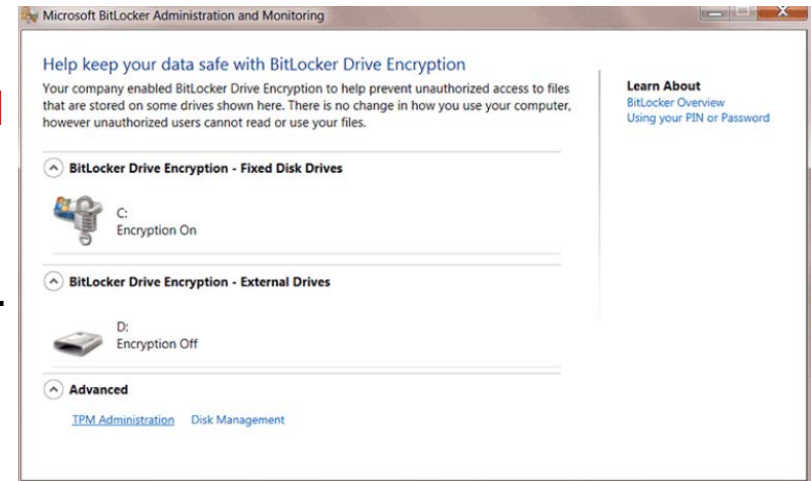 Microsoft BitLocker Administration and Monitoring
Help keep your data safe with BitLocker Drive Encryption
Your company enabled BitLocker Drive Encryption to help prevent unauthorized access to files
that are stored on some drives shown here. There is no change in how you use your computer,
however unauthorized users cannot read or use your files.
Learn About
BitLocker Overview
Using your PIN or Password
BitLocker Drive Encryption - Fixed Disk Drives
C:
Encryption On
BitLocker Drive Encryption - External Drives
D:
Encryption Off
Advanced
TPM Administration Disk Management